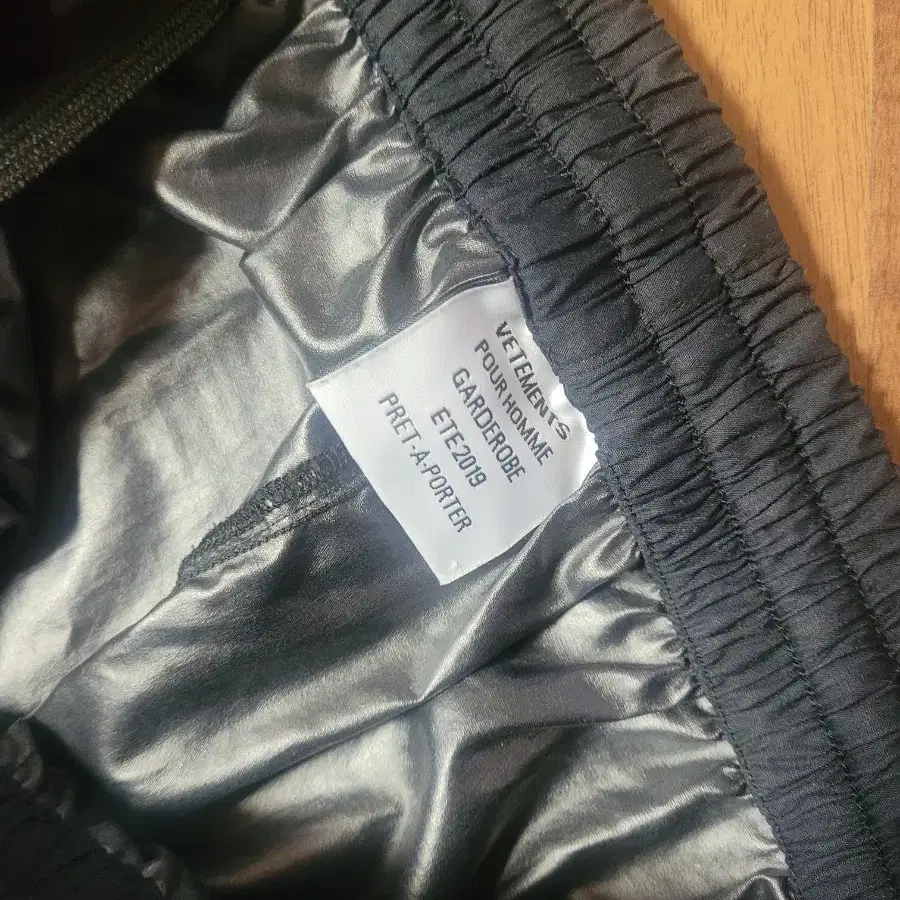 VETEMENTS
POUR HOMME
GARDEROBE
ETE2019
PRET-A-PORTER